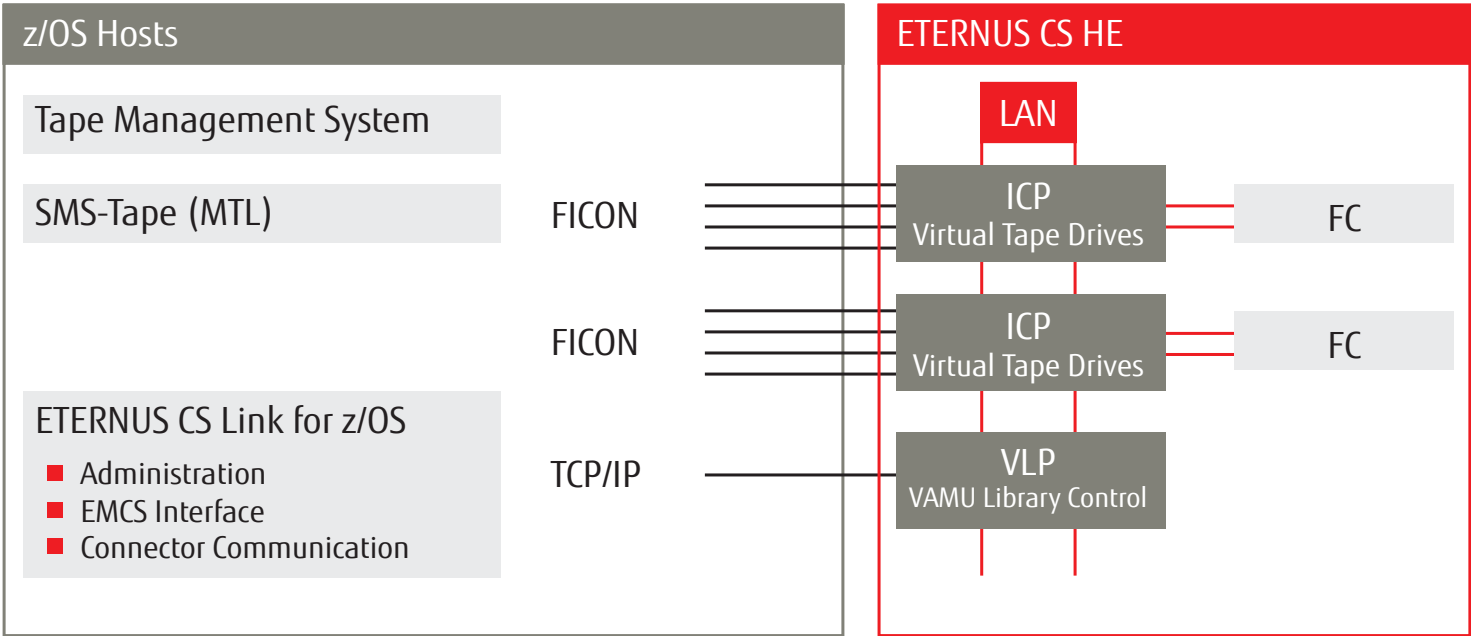 z/OS Hosts
Tape Management System
SMS-Tape (MTL)
FICON
FICON
ETERNUS CS Link for z/OS
Administration
EMCS Interface
Connector Communication
TCP/IP
ETERNUS CS HE
LAN
ICP
Virtual Tape Drives
FC
ICP
Virtual Tape Drives
FC
VLP
VAMU Library Control